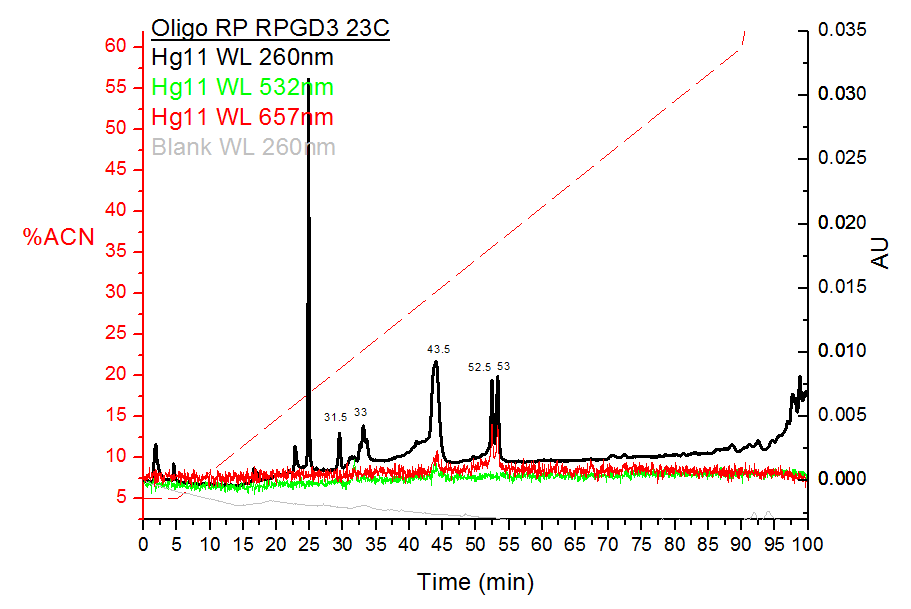 Oligo RP RPGD3 23C
Hg11 WL 260nm
Hg11 WL 532nm
Hg11 WL 657nm
Blank WL 260nm
%ACN
60
55
50
45
40
35
30
25
20
15
10
5
31.5
33
43.5
52.5
53
0.035
0.030
0.025
0.020
0.015
0.010
0.005
0.000
AU
0 5 10 15 20 25 30 35 40 45 50 55 60 65 70 75 80 85 90 95 100
Time (min)